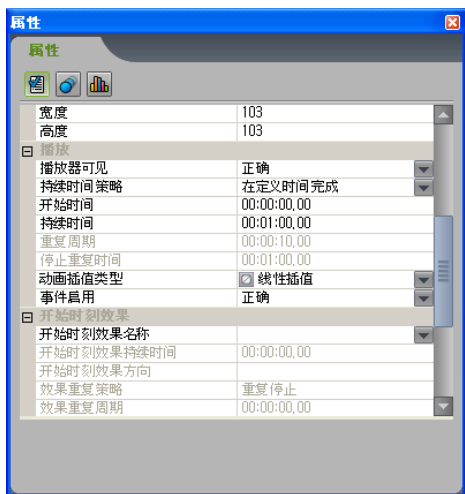 属性
属性
宽度 103
高度 103
播放
播放器可见 正确
持续时间策略 在定义时间完成
开始时间 00:00:00,00
持续时间 00:01:00,00
重复周期 00:00:10,00
停止重复时间 00:01:00,00
动画插值类型 线性插值
事件启用 正确
开始时刻效果
开始时刻效果名称
开始时刻效果持续时间 00:00:00,00
开始时刻效果方向
效果重复策略 重复停止
效果重复周期 00:00:00,00